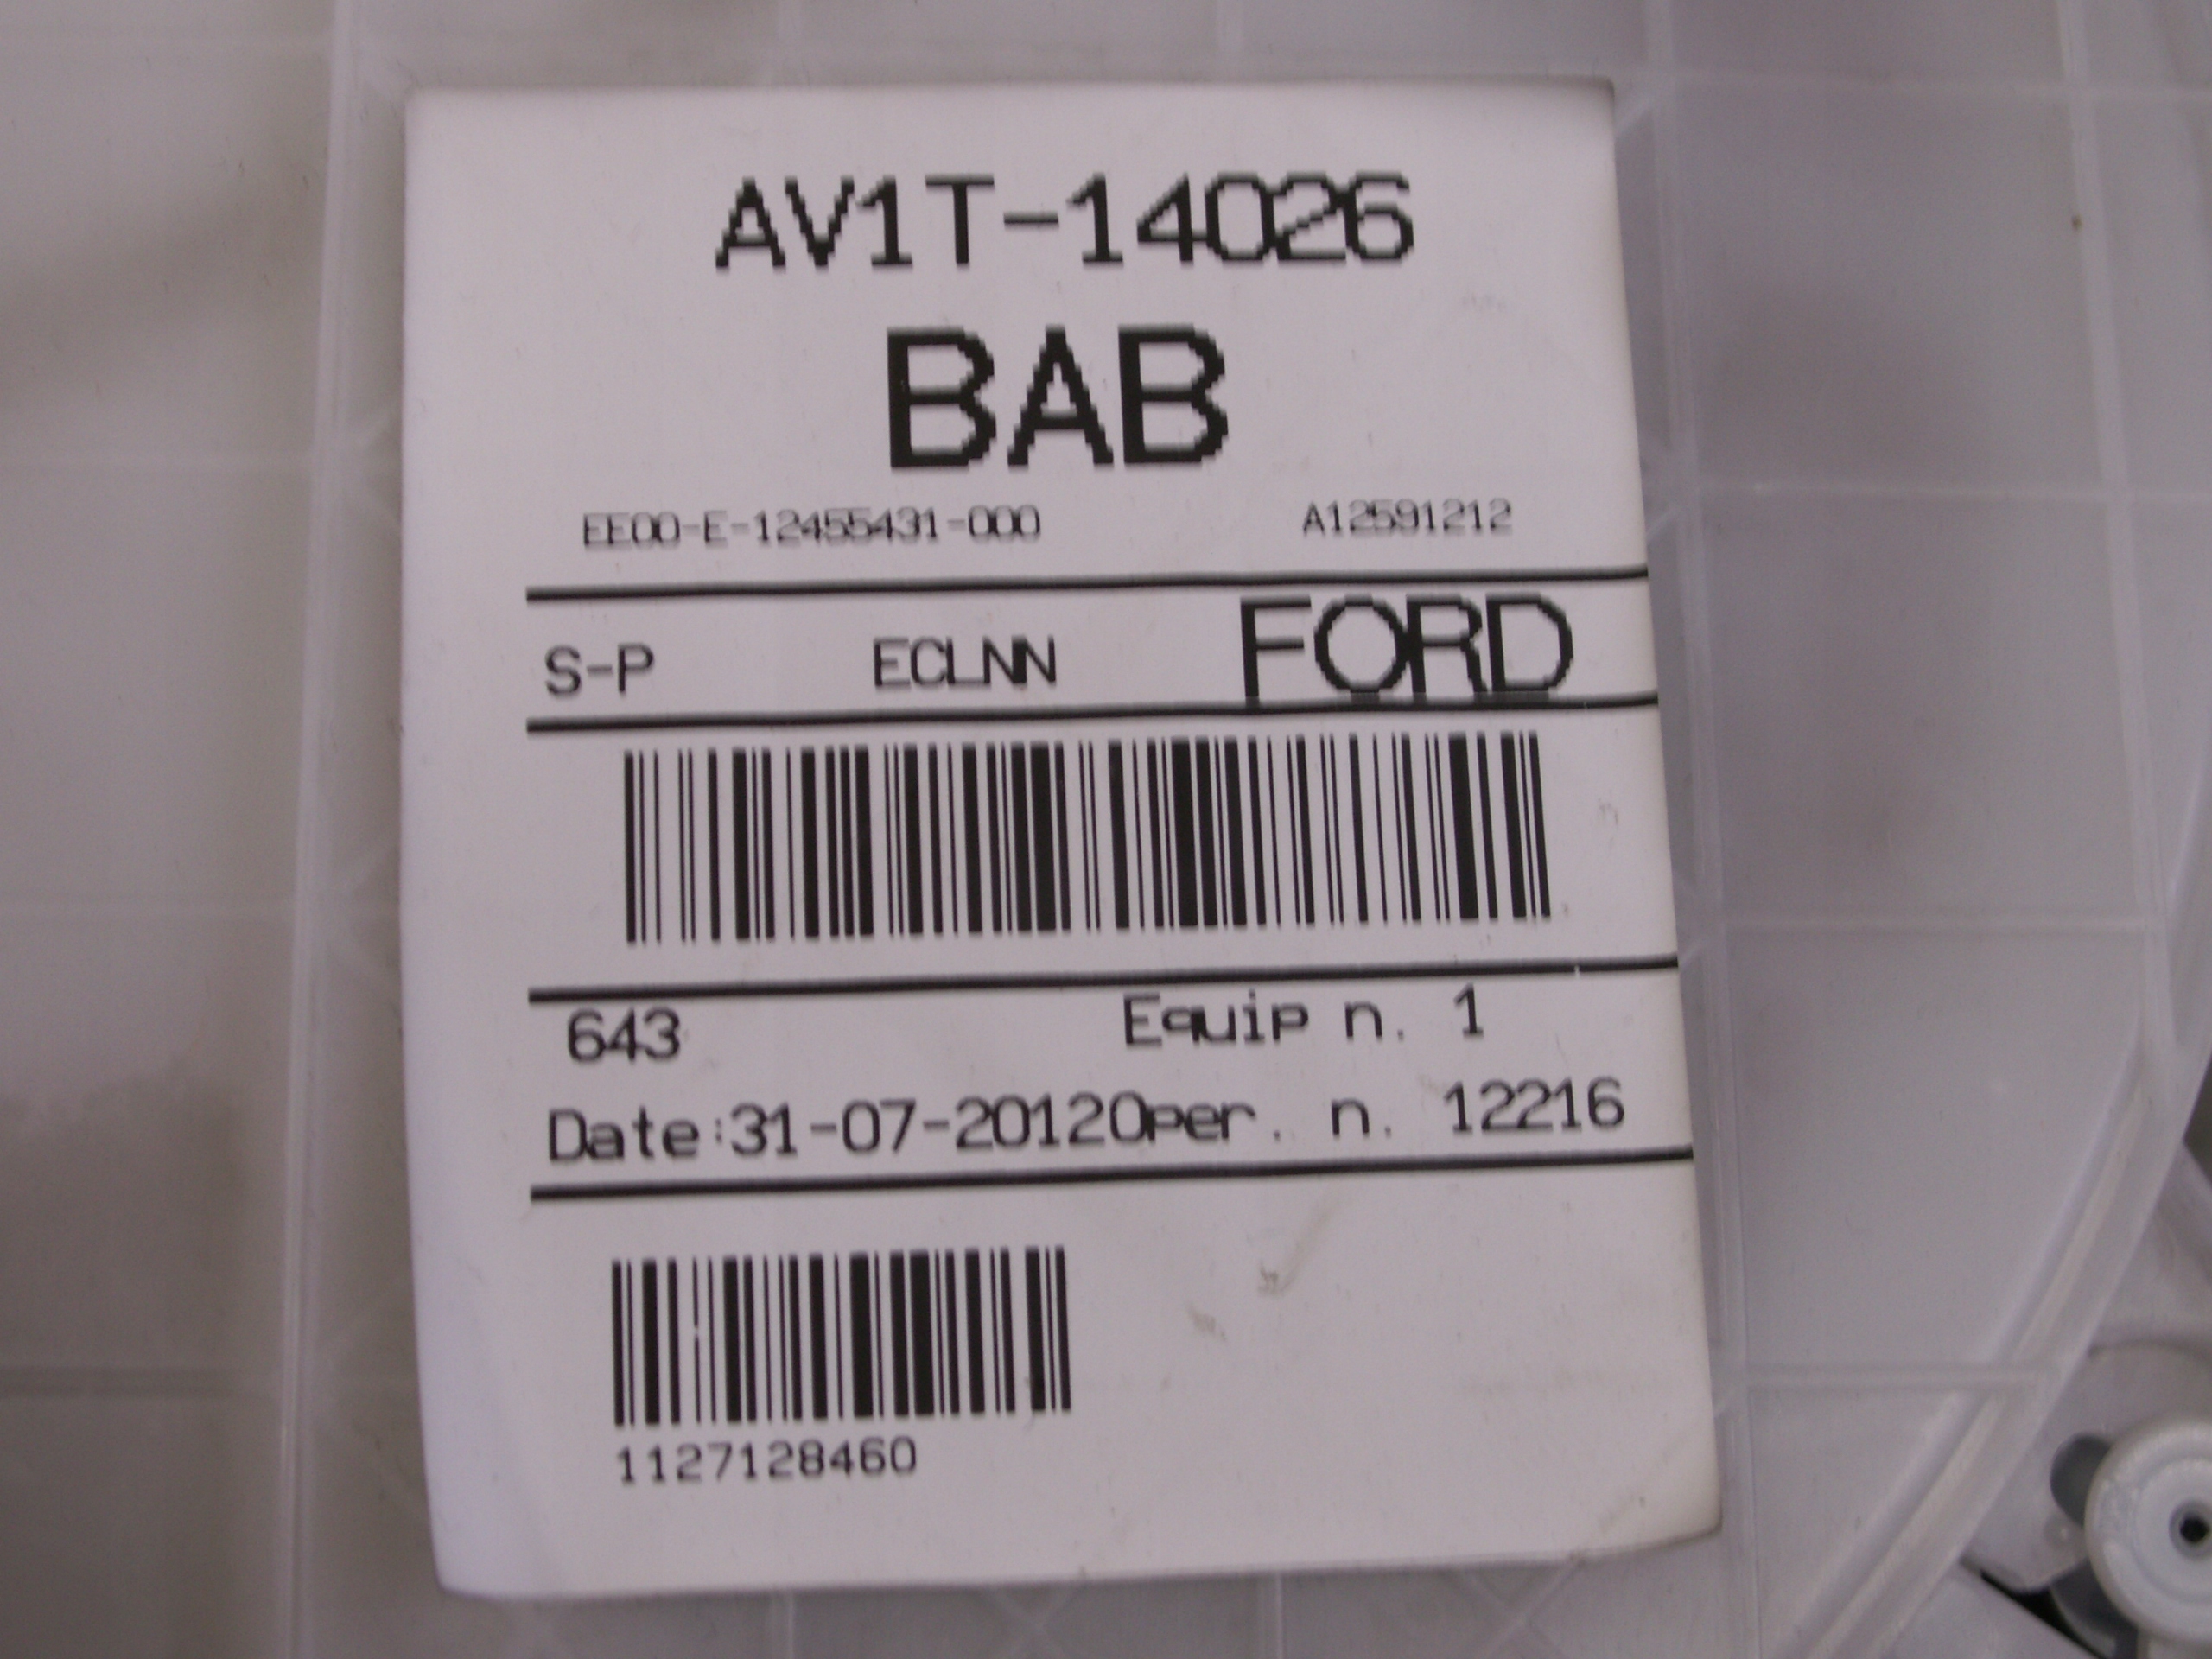 AV1T-14026
BAB
EE00-E-12455431-000 A12591212
S-P ECLNN FORD
643 Equip n. 1
Date:31-07-2012Oper. n. 12216
1127128460